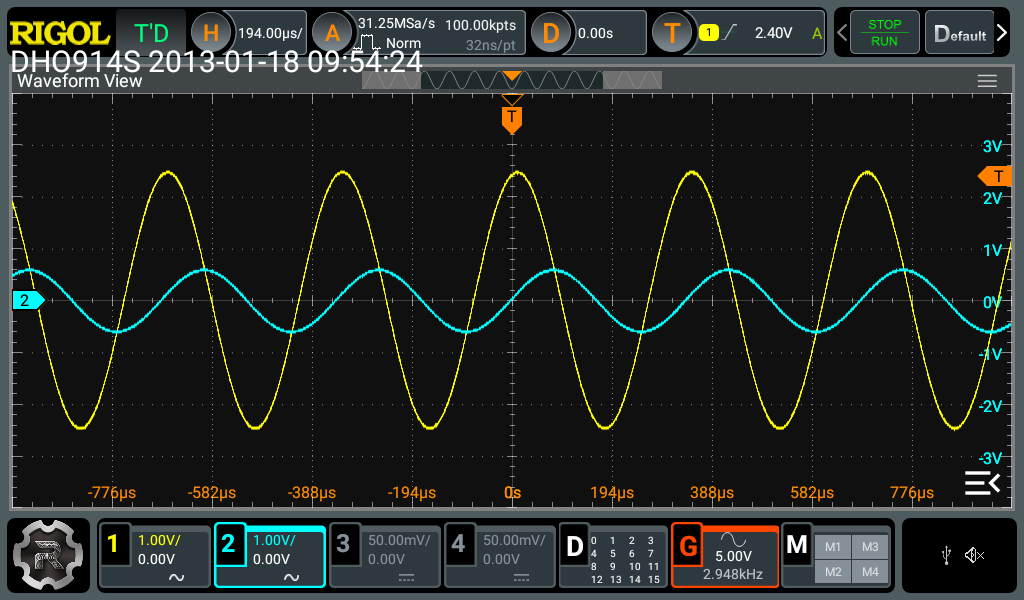 RIGOL T'D H 194.00µs/ A 31.25MSa/s 100.00kpts D 0.00s T 1 2.40V A STOP Default
Norm 32ns/pt RUN
DHO914S 2013-01-18 09:54:24
Waveform View
T
3V
T
2V
1V
2 0V
-1V
-2V
-3V
-776µs -582µs -388µs -194µs 0s 194µs 388µs 582µs 776µs
1 1.00V/ 2 1.00V/ 3 50.00mV/ 4 50.00mV/ D 0 1 2 3 G 5.00V M M1 M3
0.00V 0.00V 0.00V 0.00V 4 5 6 7 2.948kHz M2 M4
8 9 10 11
12 13 14 15
R